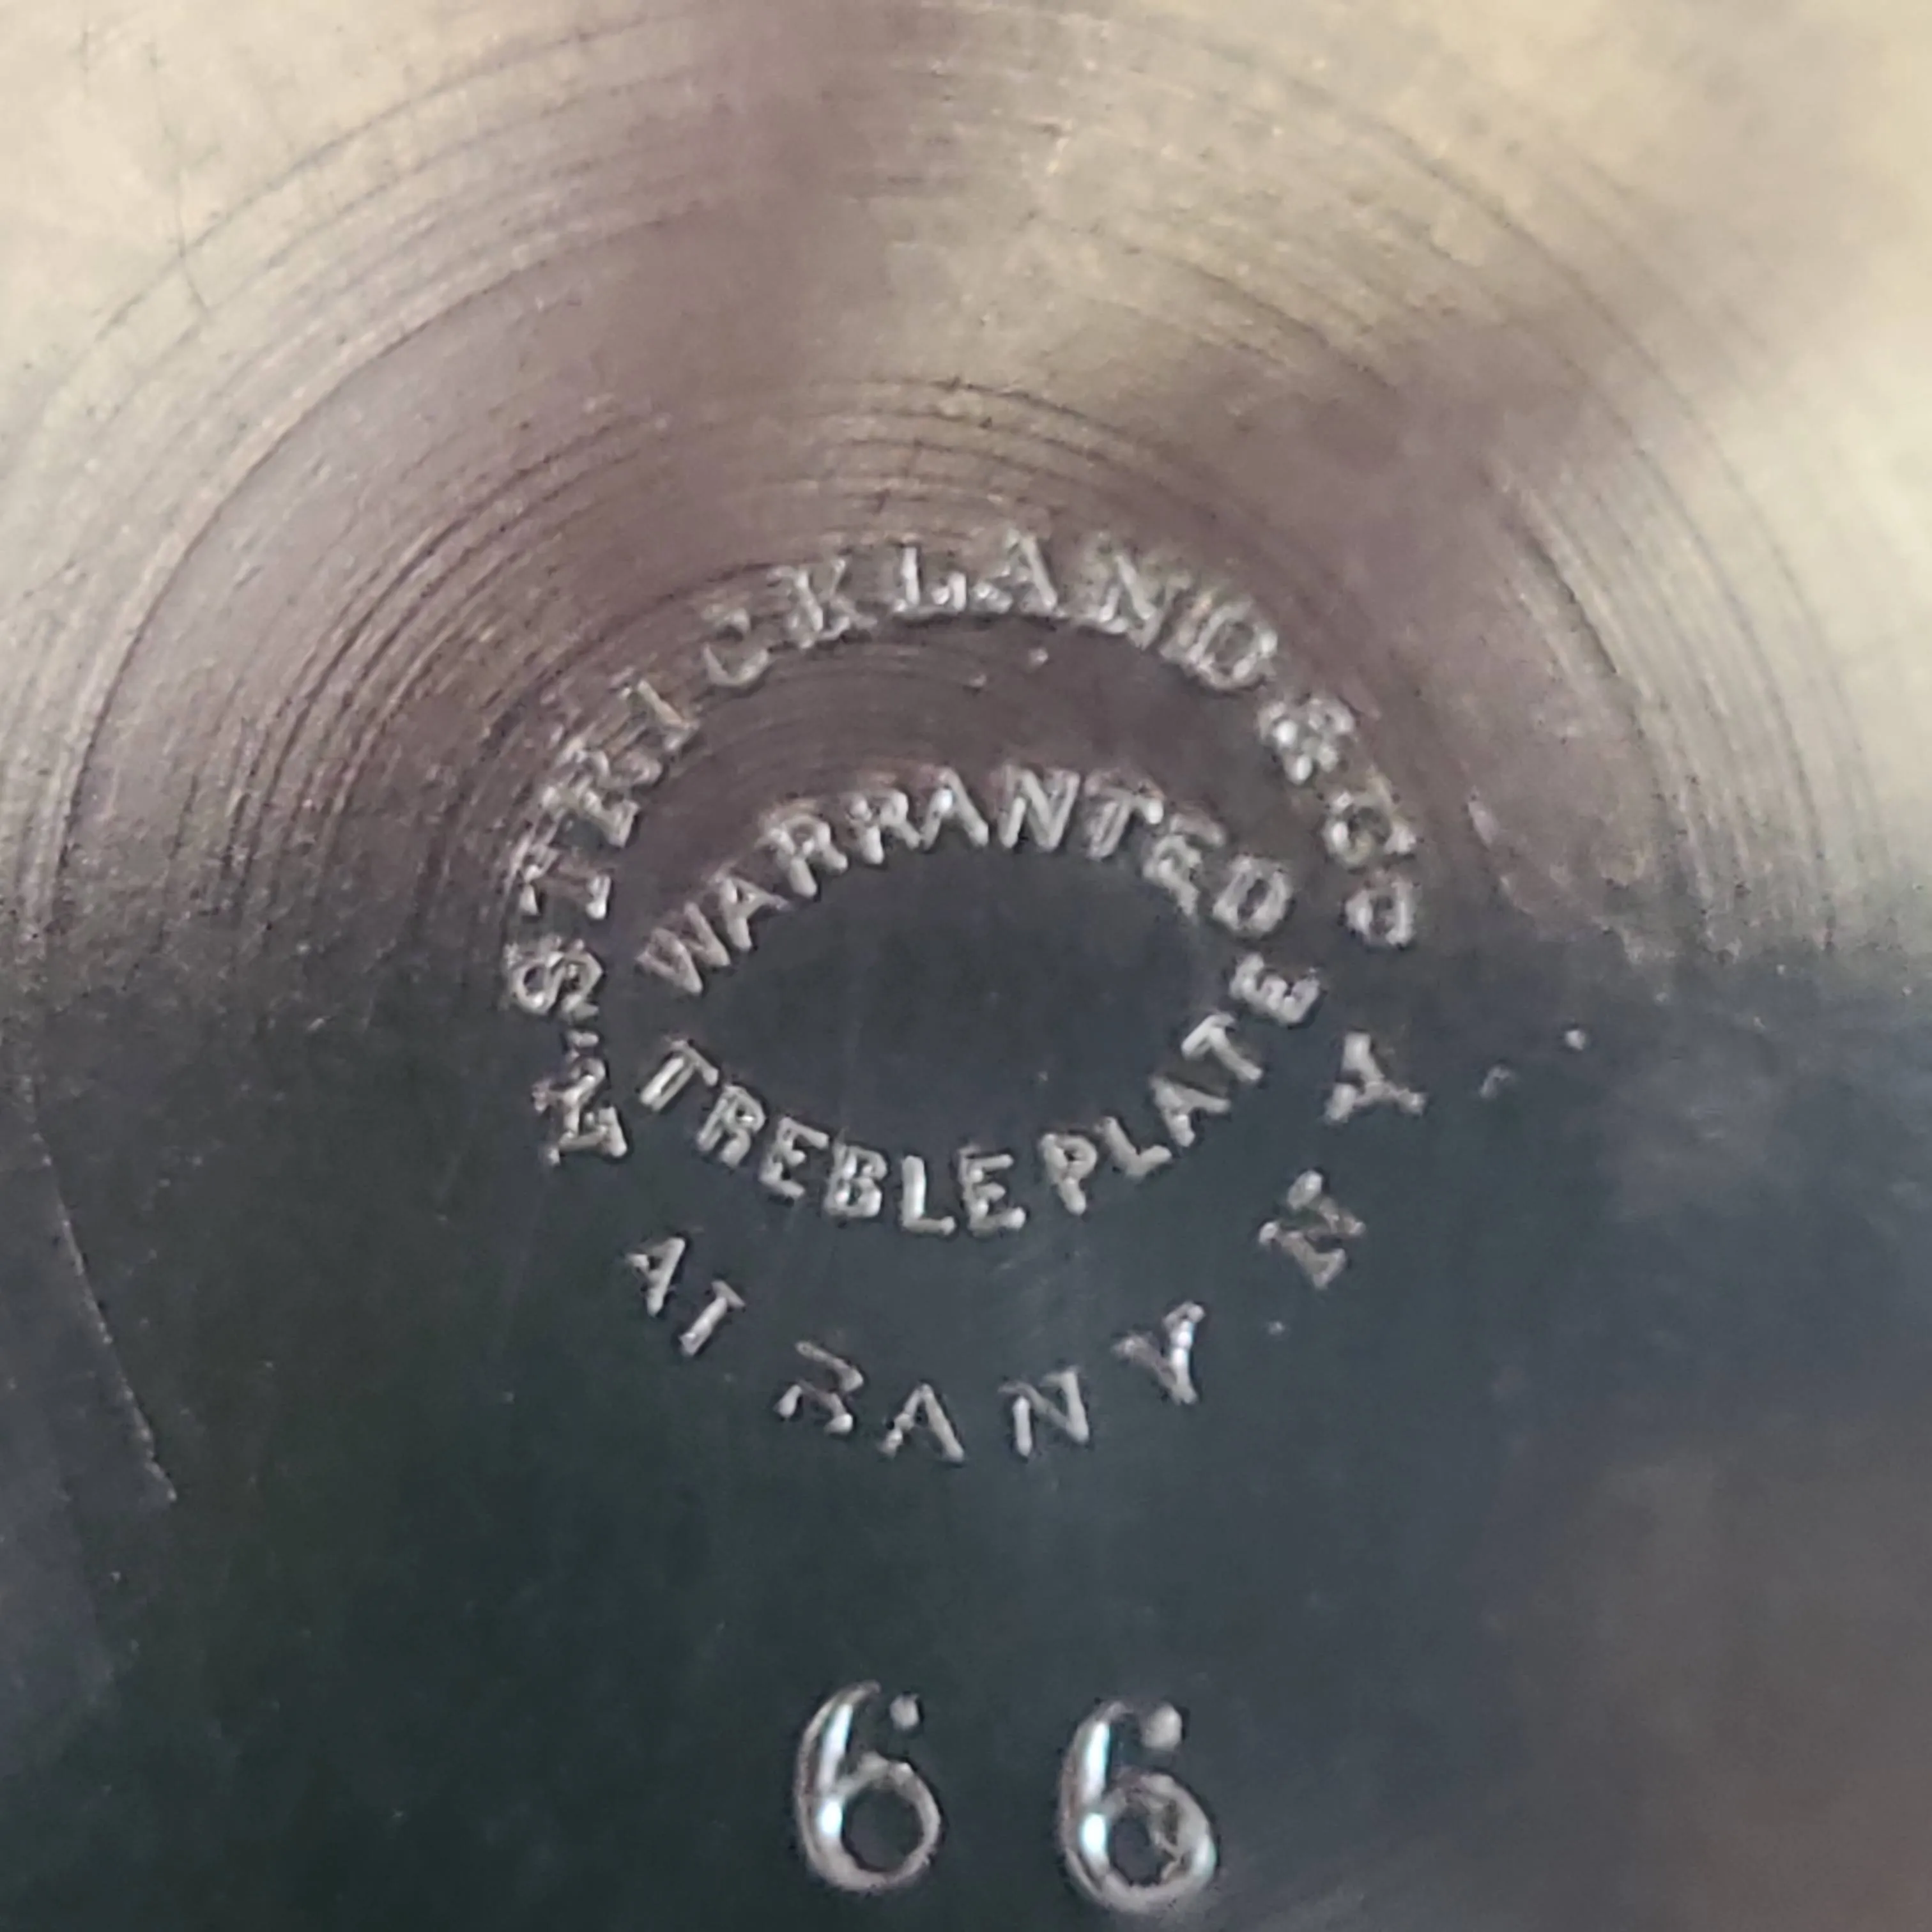 N. STRICKLAND & CO
WARRANTED
TREBLE PLATE
ALBANY N.Y.
66